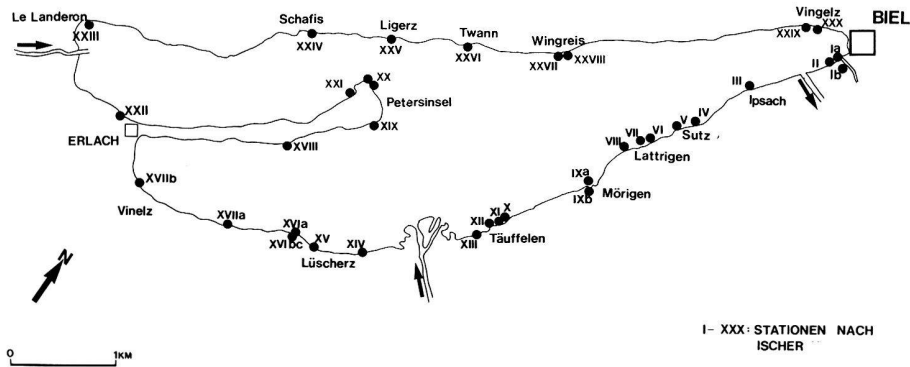 Le Landeron
XXIII
Schafis
XXIV
Ligerz
XXV
Twann
XXVI
Wingreis
XXVII
XXVIII
Vingelz
XXIX
XXX
BIEL
Ia
II
Ib
III
Ipsach
IV
V
Sutz
VI
VII
VIII
Lattrigen
XX
XXI
Petersinsel
XIX
XXII
ERLACH
XVIII
IXa
IXb
Mörigen
XVIIb
Vinelz
XVIIa
XVIa
XVIbc
XV
XIV
Lüscherz
X
XI
XII
XIII
Täuffelen
N
0
1KM
I– XXX: STATIONEN NACH
ISCHER